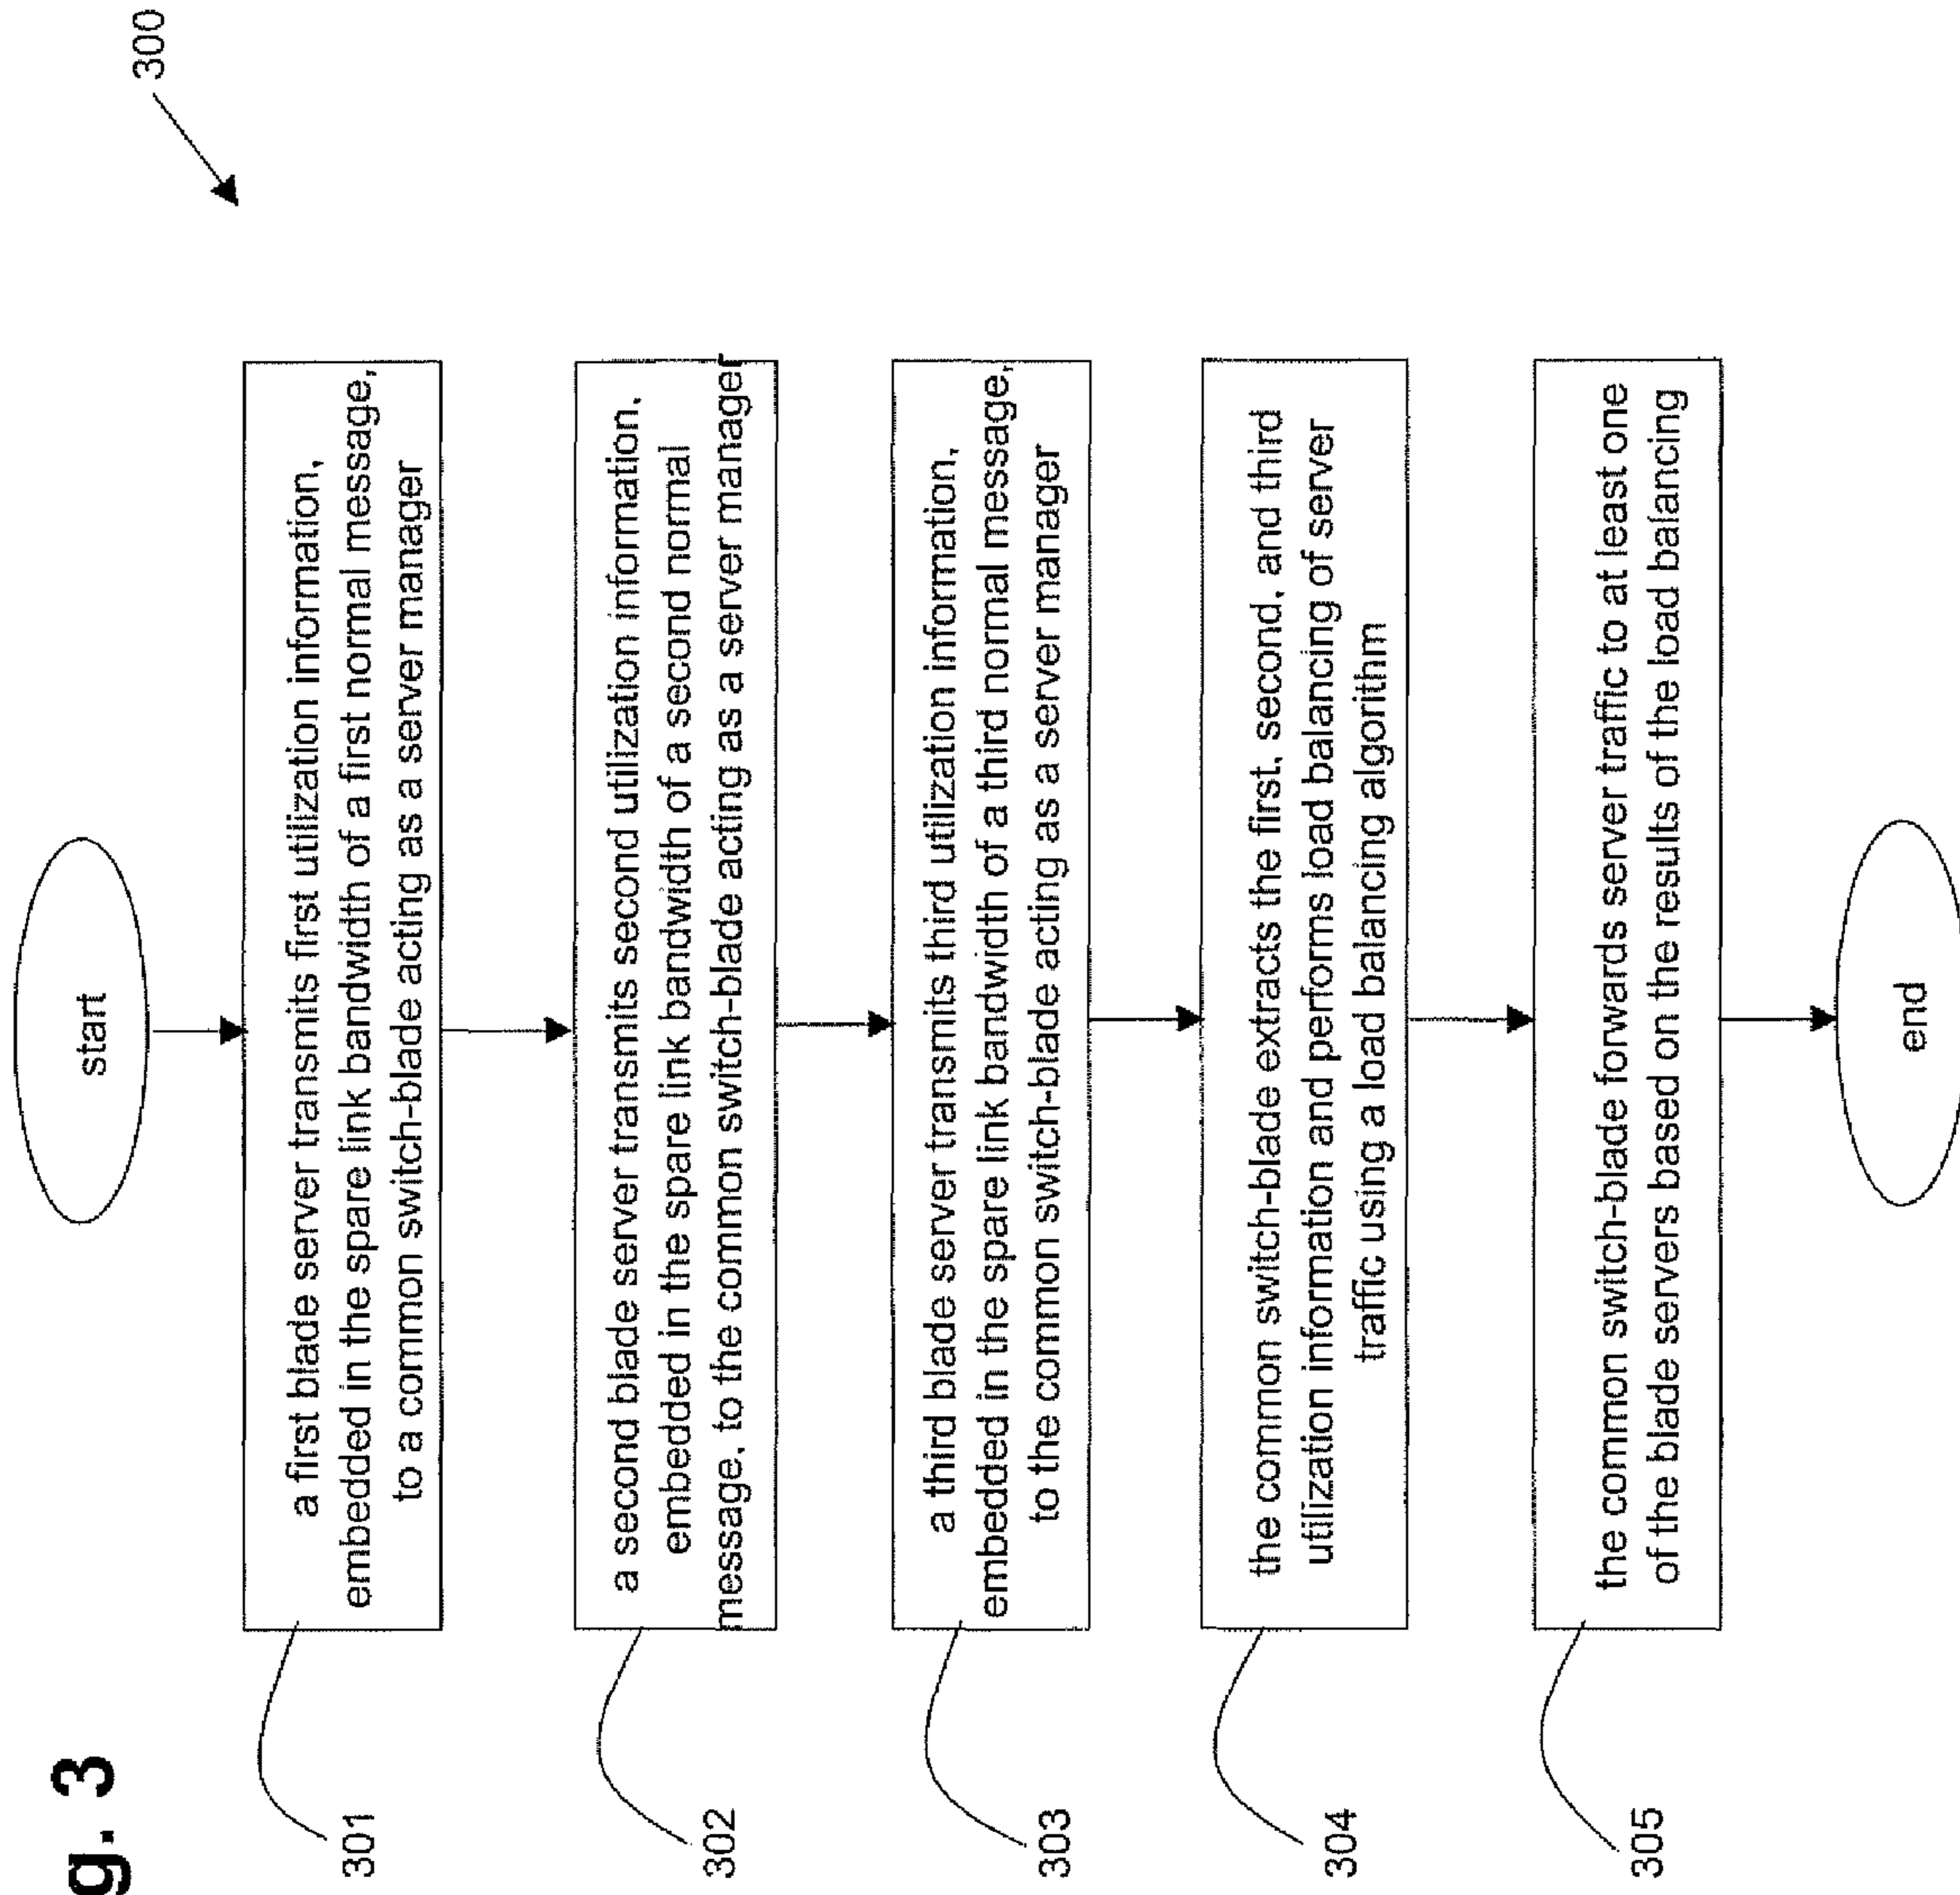 g. 3
300
start
301
a first blade server transmits first utilization information,
embedded in the spare link bandwidth of a first normal message,
to a common switch-blade acting as a server manager
302
a second blade server transmits second utilization information,
embedded in the spare link bandwidth of a second normal
message, to the common switch-blade acting as a server manager
303
a third blade server transmits third utilization information,
embedded in the spare link bandwidth of a third normal message,
to the common switch-blade acting as a server manager
304
the common switch-blade extracts the first, second, and third
utilization information and performs load balancing of server
traffic using a load balancing algorithm
305
the common switch-blade forwards server traffic to at least one
of the blade servers based on the results of the load balancing
end